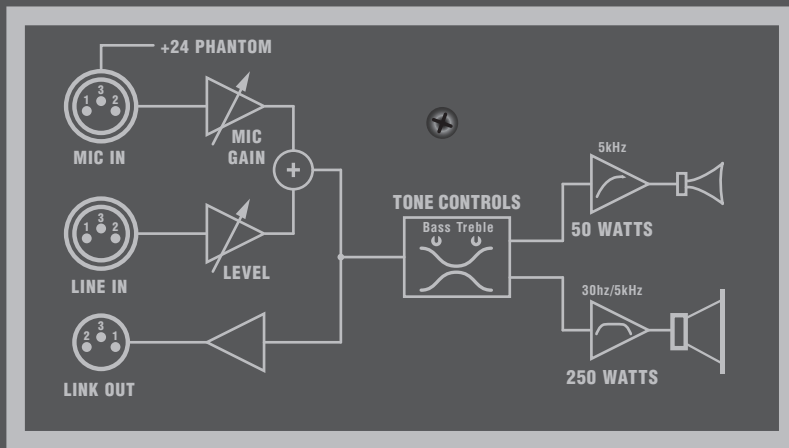 +24 PHANTOM
3
1 2
MIC IN
MIC
GAIN
+
3
1 2
LINE IN
LEVEL
3
2 1
LINK OUT
TONE CONTROLS
Bass Treble
5kHz
50 WATTS
30hz/5kHz
250 WATTS